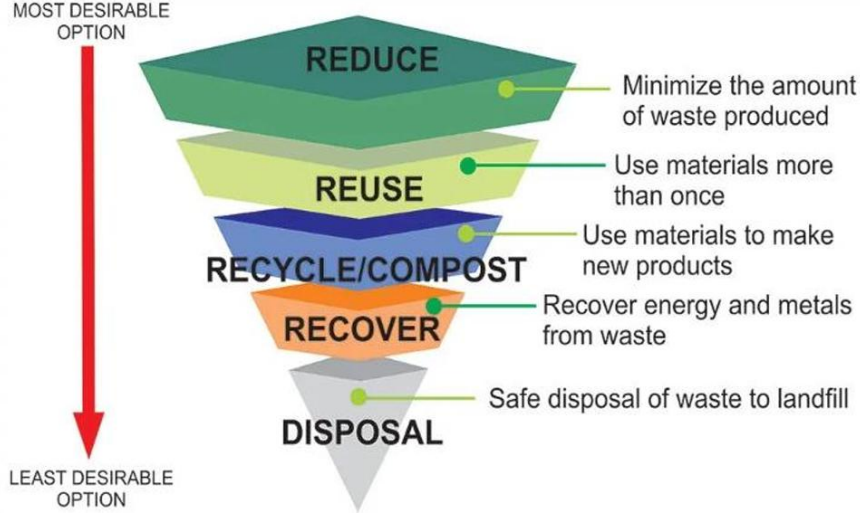 MOST DESIRABLE
OPTION
REDUCE
Minimize the amount
of waste produced
REUSE
Use materials more
than once
RECYCLE/COMPOST
Use materials to make
new products
RECOVER
Recover energy and metals
from waste
DISPOSAL
Safe disposal of waste to landfill
LEAST DESIRABLE
OPTION